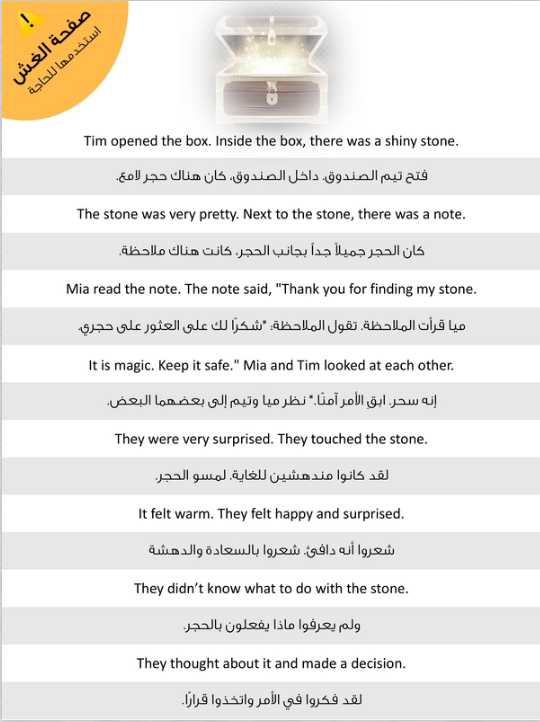 !
صفحة الغش
استخدمها للحاجة
Tim opened the box. Inside the box, there was a shiny stone.
فتح تيم الصندوق. داخل الصندوق، كان هناك حجر لامع.
The stone was very pretty. Next to the stone, there was a note.
كان الحجر جميلاً جداً بجانب الحجر، كانت هناك ملاحظة.
Mia read the note. The note said, "Thank you for finding my stone.
ميا قرأت الملاحظة. تقول الملاحظة: "شكرًا لك على العثور على حجري.
It is magic. Keep it safe." Mia and Tim looked at each other.
إنه سحر. ابقِ الأمر آمنًا." نظر ميا وتيم إلى بعضهما البعض.
They were very surprised. They touched the stone.
لقد كانوا مندهشين للغاية. لمسو الحجر.
It felt warm. They felt happy and surprised.
شعروا أنه دافئ. شعروا بالسعادة والدهشة
They didn’t know what to do with the stone.
ولم يعرفوا ماذا يفعلون بالحجر.
They thought about it and made a decision.
لقد فكروا في الأمر واتخذوا قرارًا.